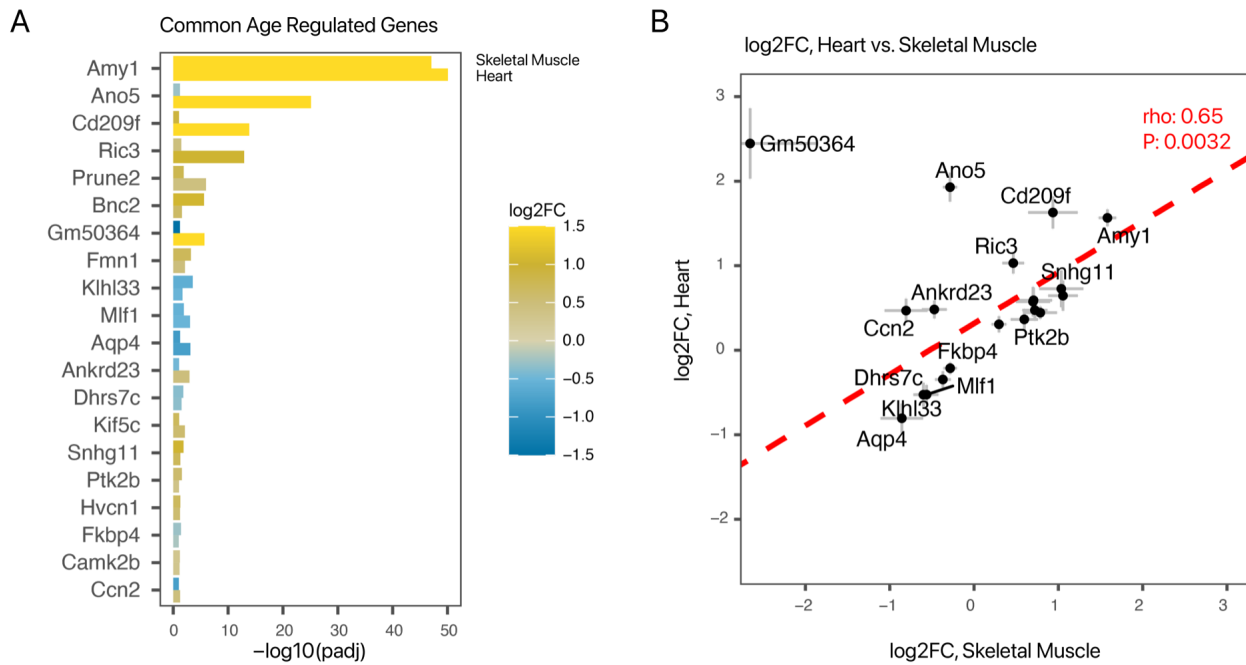 A
Common Age Regulated Genes
Skeletal Muscle
Heart
Amy1
Ano5
Cd209f
Ric3
Prune2
Bnc2
Gm50364
Fmn1
Klhl33
Mlf1
Aqp4
Ankrd23
Dhrs7c
Kif5c
Snhg11
Ptk2b
Hvcn1
Fkbp4
Camk2b
Ccn2
0 10 20 30 40 50
−log10(padj)
log2FC
1.5
1.0
0.5
0.0
−0.5
−1.0
−1.5
B
log2FC, Heart vs. Skeletal Muscle
rho: 0.65
P: 0.0032
log2FC, Heart
3
2
1
0
−1
−2
Gm50364
Ano5
Cd209f
Amy1
Ric3
Snhg11
Ankrd23
Ccn2
Ptk2b
Fkbp4
Dhrs7c
Mlf1
Klhl33
Aqp4
−2 −1 0 1 2 3
log2FC, Skeletal Muscle